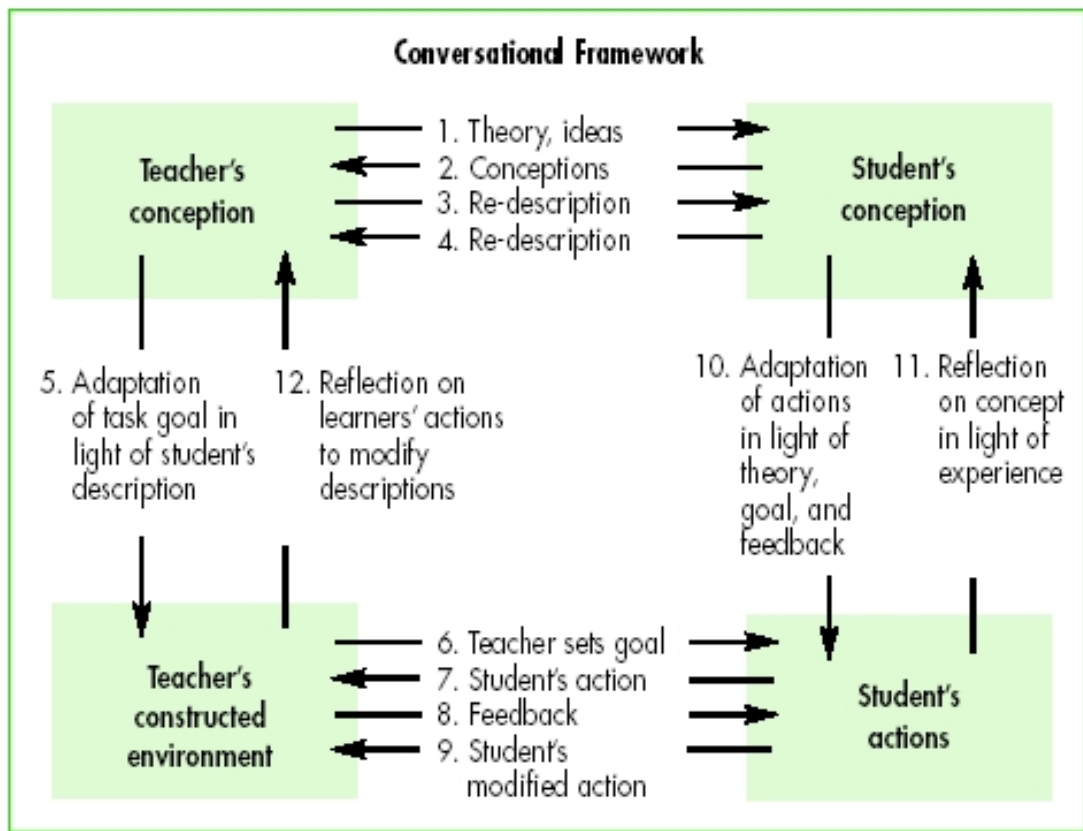 Conversational Framework
Teacher's
conception
1. Theory, ideas
2. Conceptions
3. Re-description
4. Re-description
Student's
conception
5. Adaptation
of task goal in
light of student's
description
12. Reflection on
learners' actions
to modify
descriptions
10. Adaptation
of actions
in light of
theory,
goal, and
feedback
11. Reflection
on concept
in light of
experience
Teacher's
constructed
environment
6. Teacher sets goal
7. Student's action
8. Feedback
9. Student's
modified action
Student's
actions